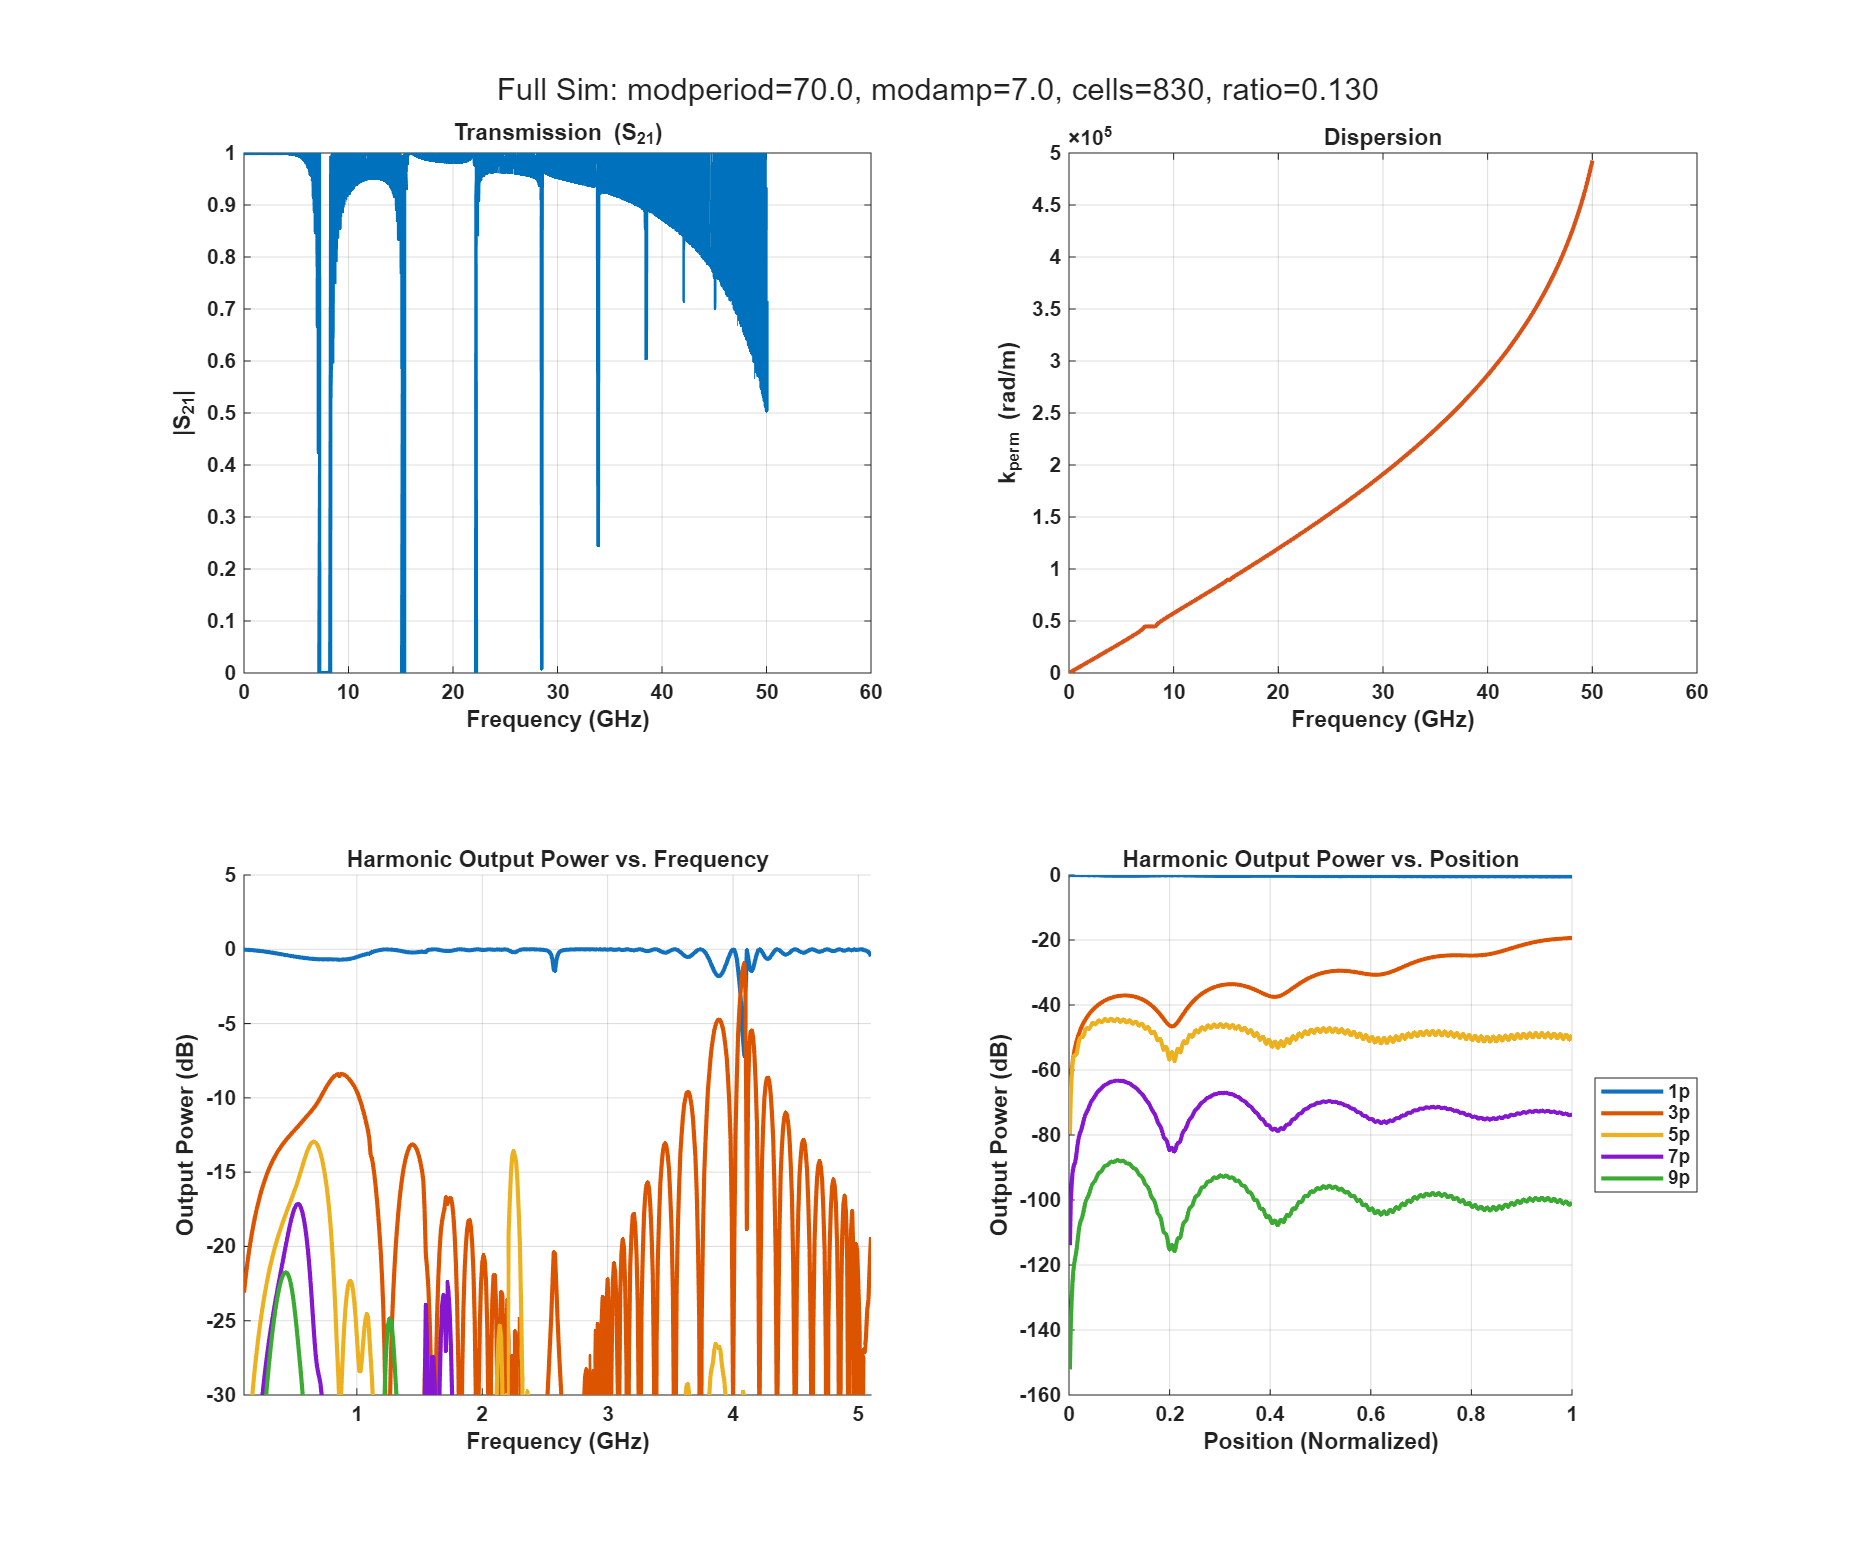 Full Sim: modperiod=70.0, modamp=7.0, cells=830, ratio=0.130
Transmission (S21)
1
0.9
0.8
0.7
0.6
0.5
0.4
0.3
0.2
0.1
0
|S21|
0 10 20 30 40 50 60
Frequency (GHz)
×10^5
Dispersion
5
4.5
4
3.5
3
2.5
2
1.5
1
0.5
0
kperm (rad/m)
0 10 20 30 40 50 60
Frequency (GHz)
Harmonic Output Power vs. Frequency
5
0
-5
-10
-15
-20
-25
-30
Output Power (dB)
1 2 3 4 5
Frequency (GHz)
Harmonic Output Power vs. Position
0
-20
-40
-60
-80
-100
-120
-140
-160
Output Power (dB)
0 0.2 0.4 0.6 0.8 1
Position (Normalized)
1p
3p
5p
7p
9p